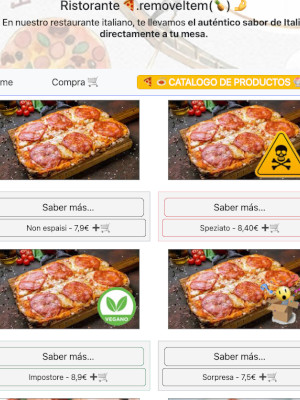 Ristorante 🍕.removeItem(🍍)🤌
En nuestro restaurante italiano, te llevamos el auténtico sabor de Itali
directamente a tu mesa.
me Compra 🛒 🍕 🍝 CATALOGO DE PRODUCTOS
Saber más... Saber más...
Non espaisi - 7,9€ ➕🛒 Speziato - 8,40€ ➕🛒
VEGANO
Saber más... Saber más...
Impostore - 8,9€ ➕🛒 Sorpresa - 7,5€ ➕🛒